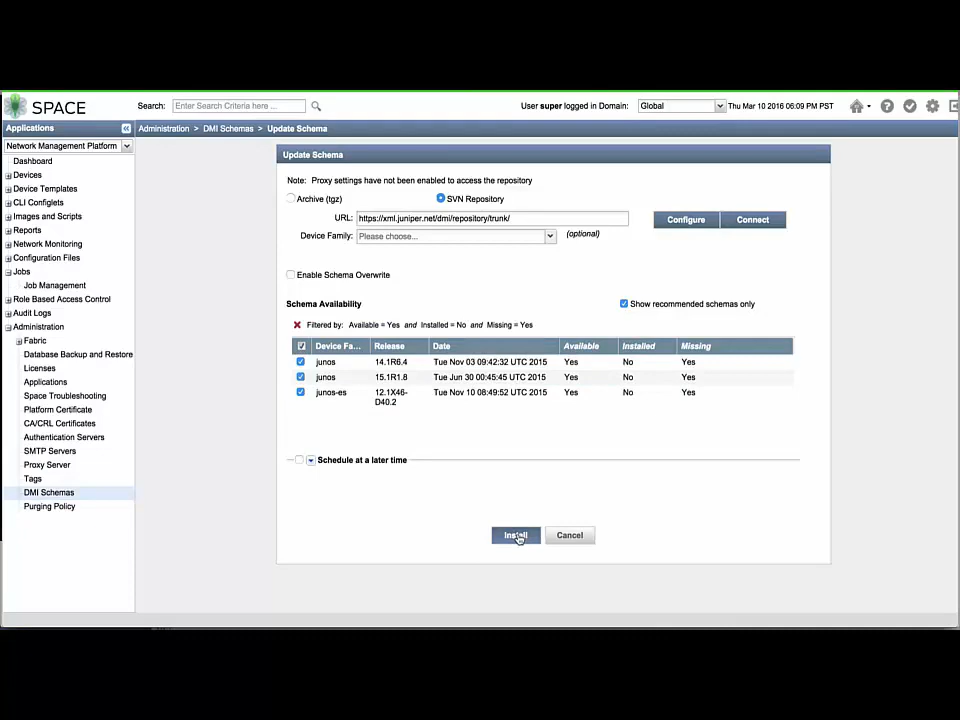 SPACE
Search: Enter Search Criteria here ...
User super logged in Domain: Global Thu Mar 10 2016 06:09 PM PST
Applications
Administration > DMI Schemas > Update Schema
Network Management Platform
Dashboard
Devices
Device Templates
CLI Configlets
Images and Scripts
Reports
Network Monitoring
Configuration Files
Jobs
Job Management
Role Based Access Control
Audit Logs
Administration
Fabric
Database Backup and Restore
Licenses
Applications
Space Troubleshooting
Platform Certificate
CA/CRL Certificates
Authentication Servers
SMTP Servers
Proxy Server
Tags
DMI Schemas
Purging Policy
Update Schema
Note: Proxy settings have not been enabled to access the repository
Archive (tgz) SVN Repository
URL: https://xml.juniper.net/dmi/repository/trunk/ Configure Connect
Device Family: Please choose... (optional)
Enable Schema Overwrite
Schema Availability Show recommended schemas only
Filtered by: Available = Yes and Installed = No and Missing = Yes
Device Fa... Release Date Available Installed Missing
junos 14.1R6.4 Tue Nov 03 09:42:32 UTC 2015 Yes No Yes
junos 15.1R1.8 Tue Jun 30 00:45:45 UTC 2015 Yes No Yes
junos-es 12.1X46- Tue Nov 10 08:49:52 UTC 2015 Yes No Yes
D40.2
Schedule at a later time
Install Cancel